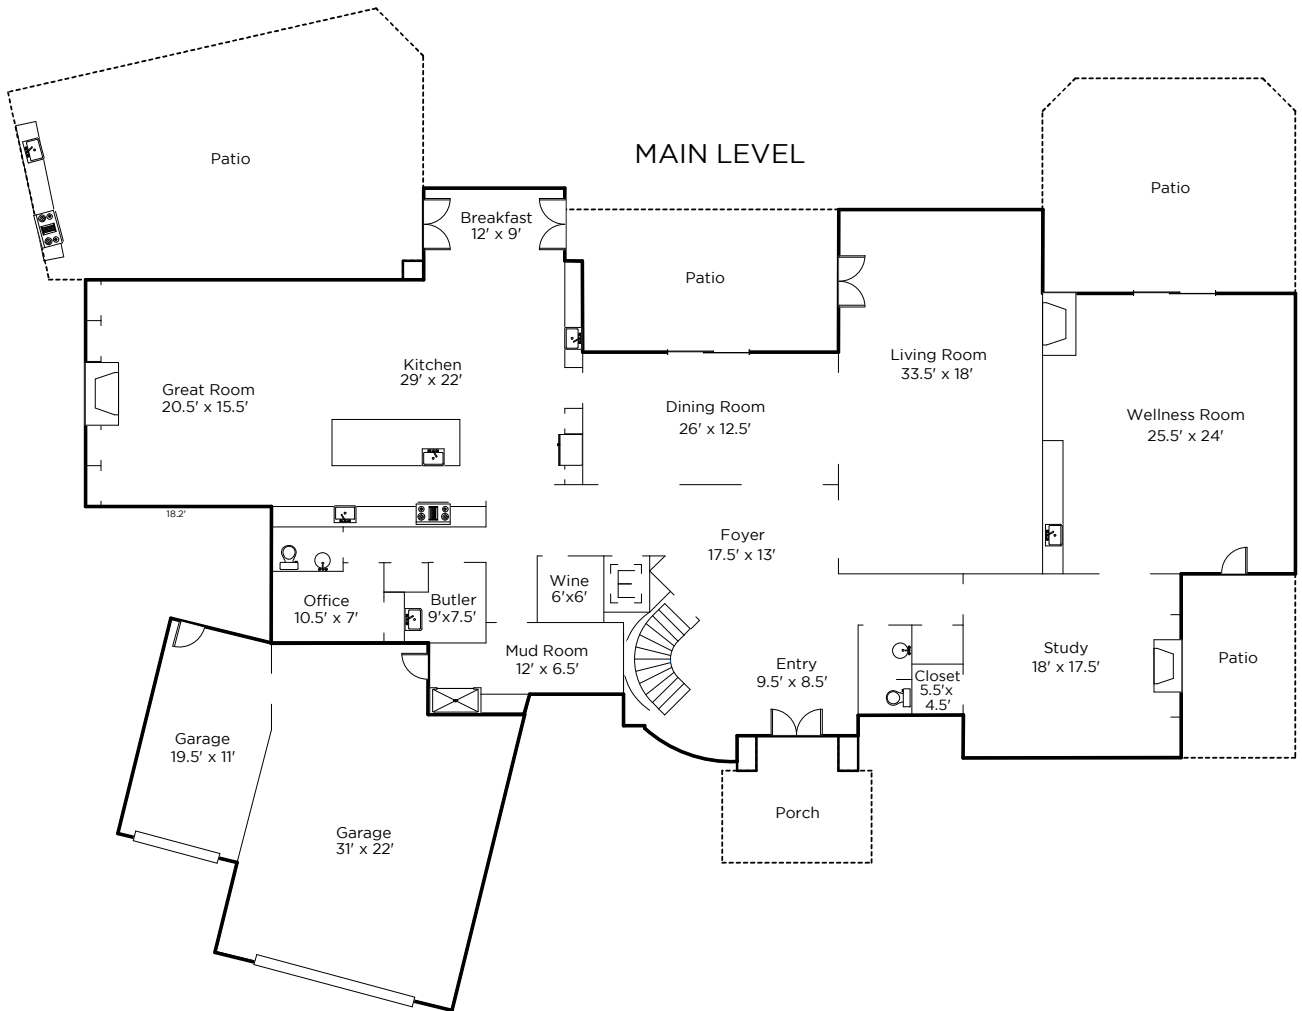 MAIN LEVEL
Patio
Patio
Breakfast
12' x 9'
Patio
Great Room
20.5' x 15.5'
Kitchen
29' x 22'
Dining Room
26' x 12.5'
Living Room
33.5' x 18'
Wellness Room
25.5' x 24'
18.2'
Foyer
17.5' x 13'
Wine
6'x6'
E
Office
10.5' x 7'
Butler
9'x7.5'
Mud Room
12' x 6.5'
Entry
9.5' x 8.5'
Closet
5.5'x
4.5'
Study
18' x 17.5'
Patio
Garage
19.5' x 11'
Garage
31' x 22'
Porch